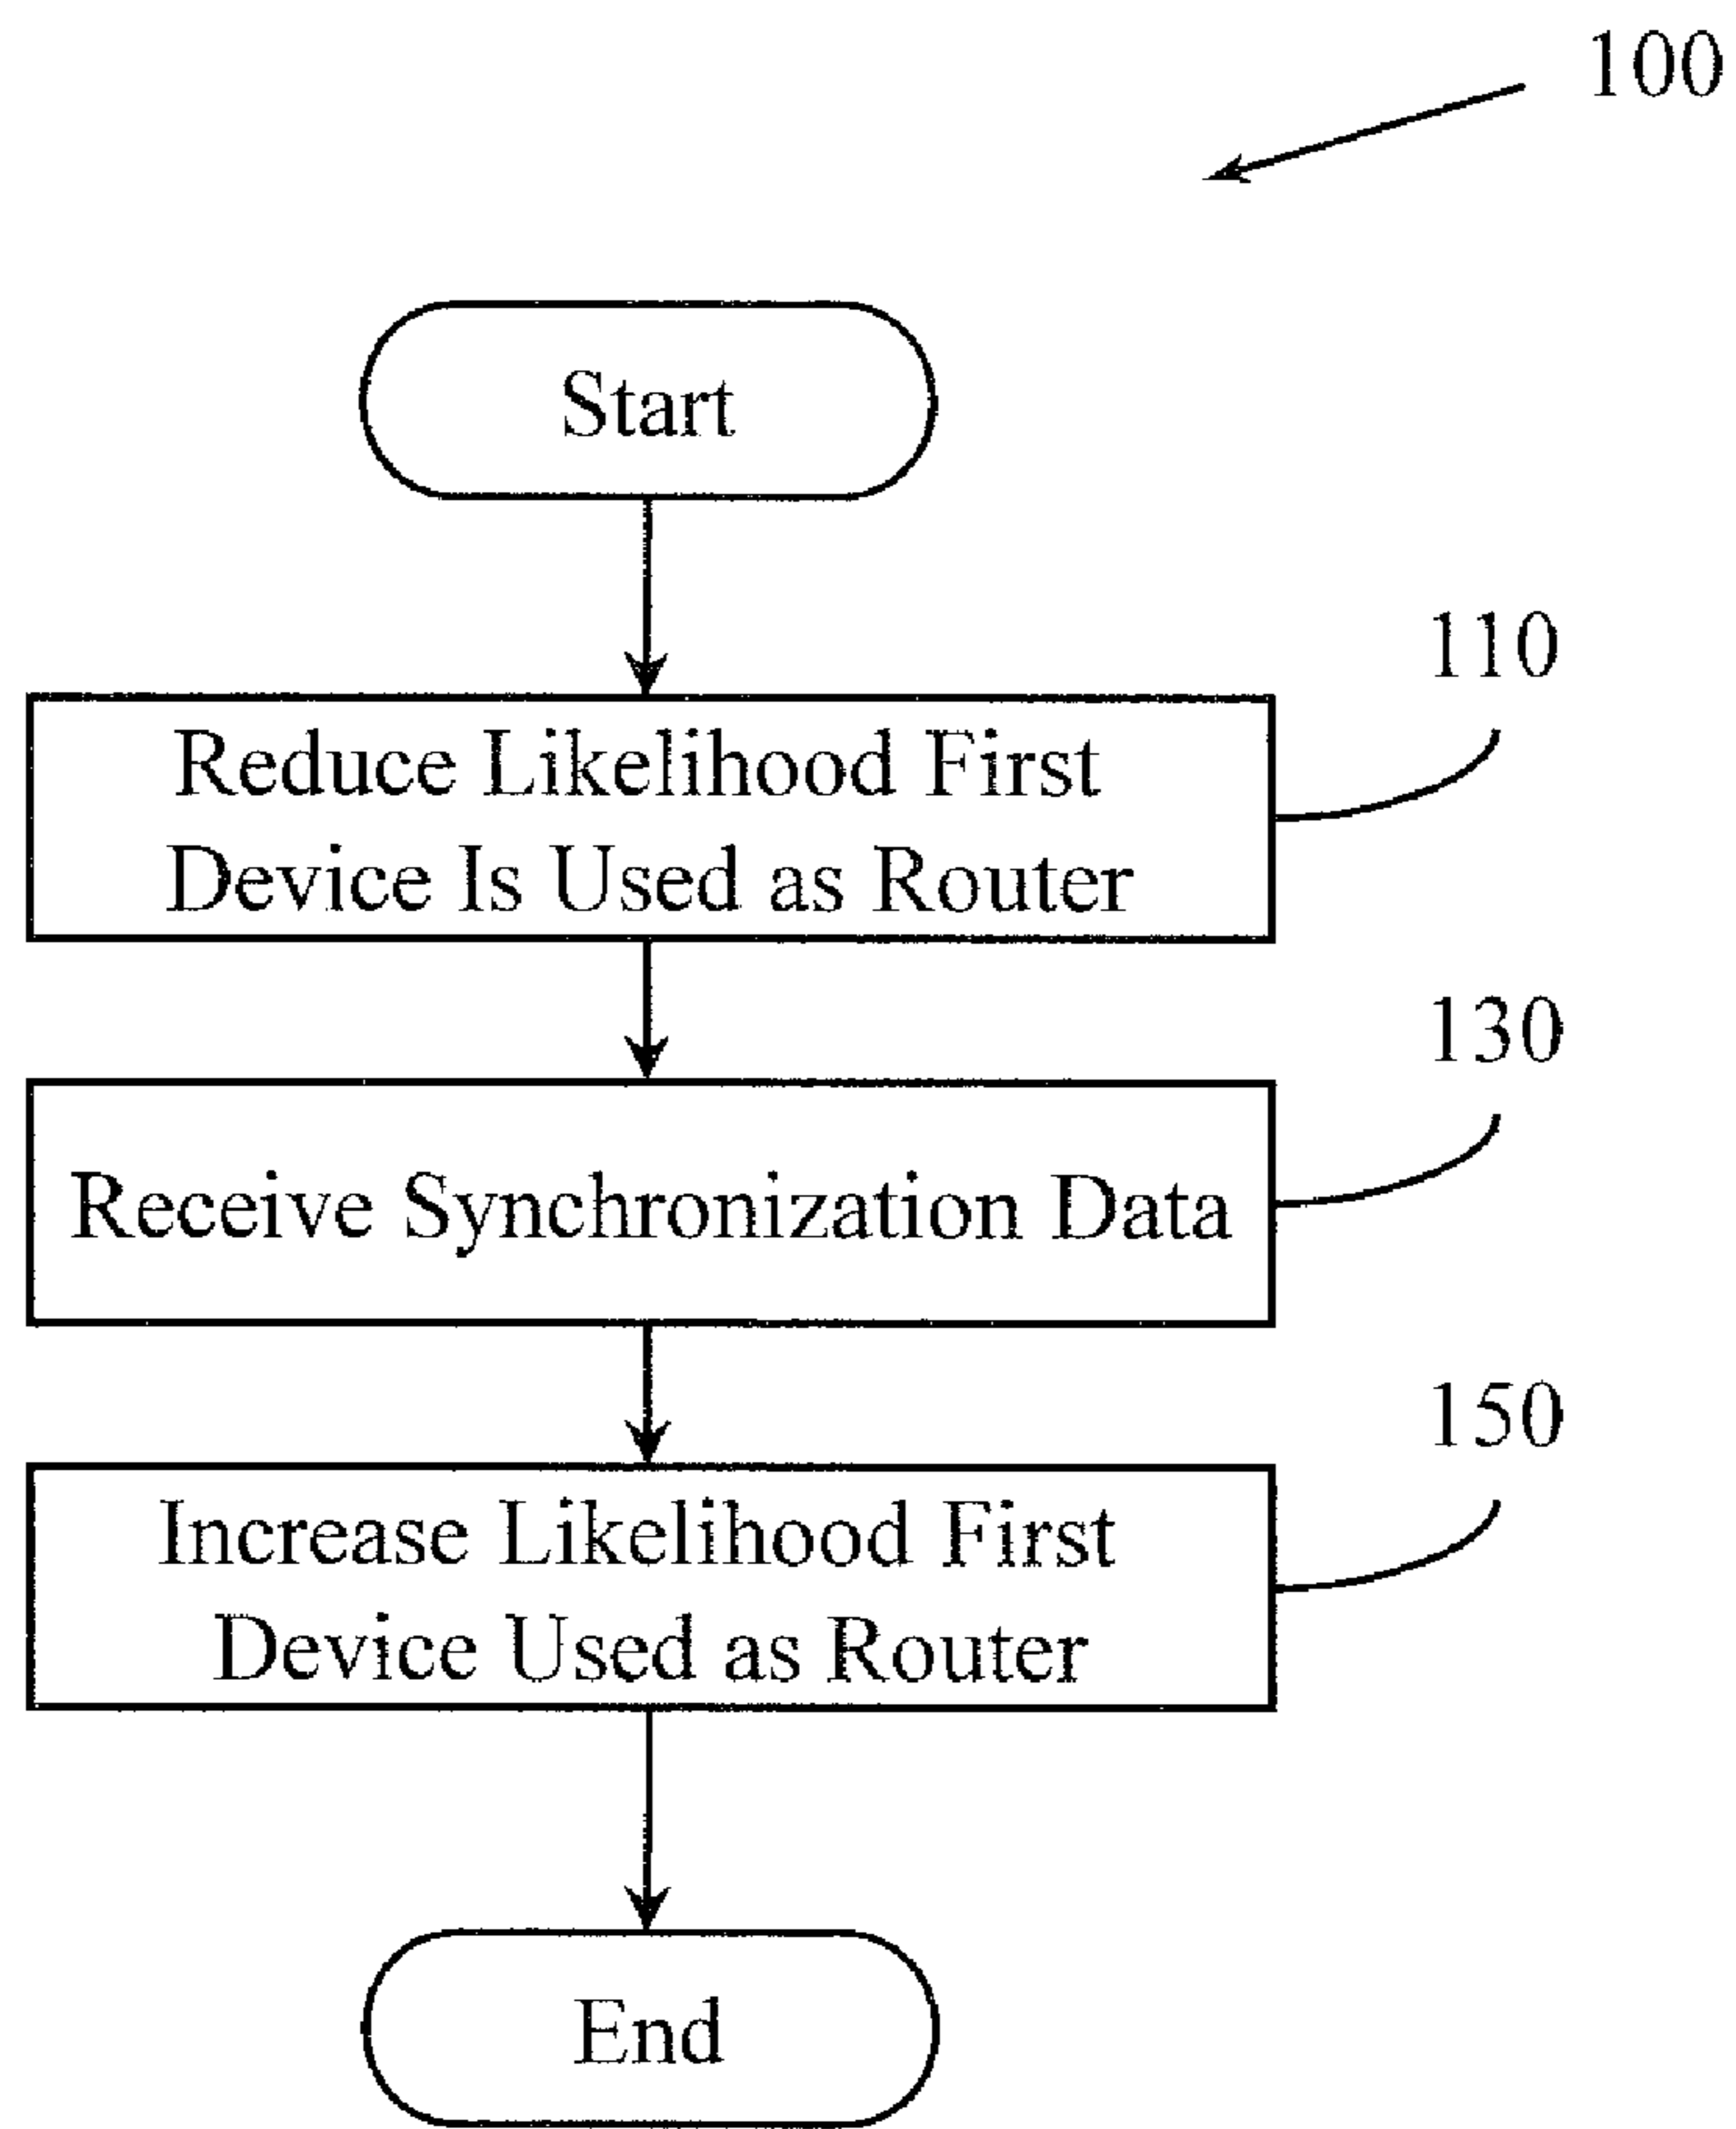 100
Start
110
Reduce Likelihood First
Device Is Used as Router
130
Receive Synchronization Data
150
Increase Likelihood First
Device Used as Router
End